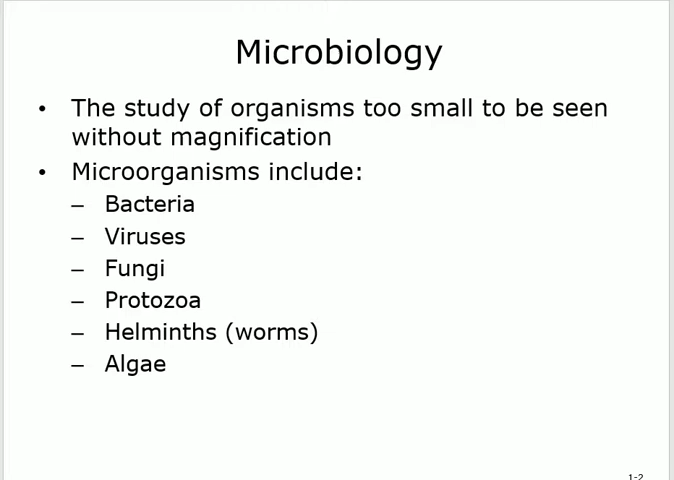 Microbiology
• The study of organisms too small to be seen
without magnification
• Microorganisms include:
– Bacteria
– Viruses
– Fungi
– Protozoa
– Helminths (worms)
– Algae
1-2